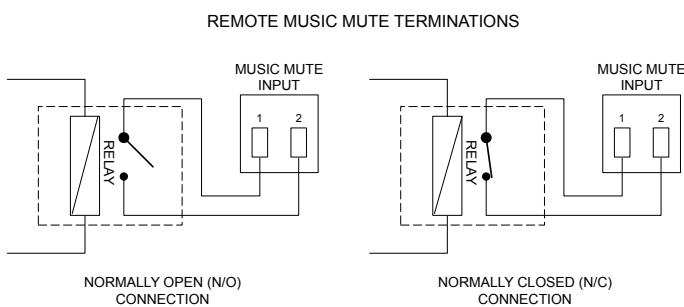 REMOTE MUSIC MUTE TERMINATIONS
MUSIC MUTE
INPUT
1 2
RELAY
NORMALLY OPEN (N/O)
CONNECTION
MUSIC MUTE
INPUT
1 2
RELAY
NORMALLY CLOSED (N/C)
CONNECTION